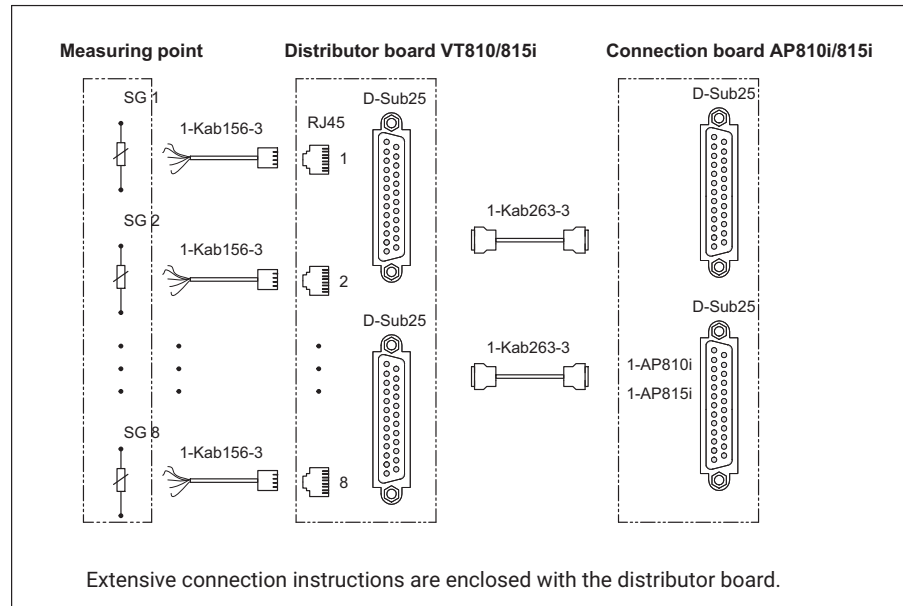 Measuring point
Distributor board VT810/815i
Connection board AP810i/815i
SG 1
1-Kab156-3
RJ45
1
D-Sub25
D-Sub25
1-Kab263-3
SG 2
1-Kab156-3
2
D-Sub25
D-Sub25
1-Kab263-3
1-AP810i
1-AP815i
SG 8
1-Kab156-3
8
Extensive connection instructions are enclosed with the distributor board.